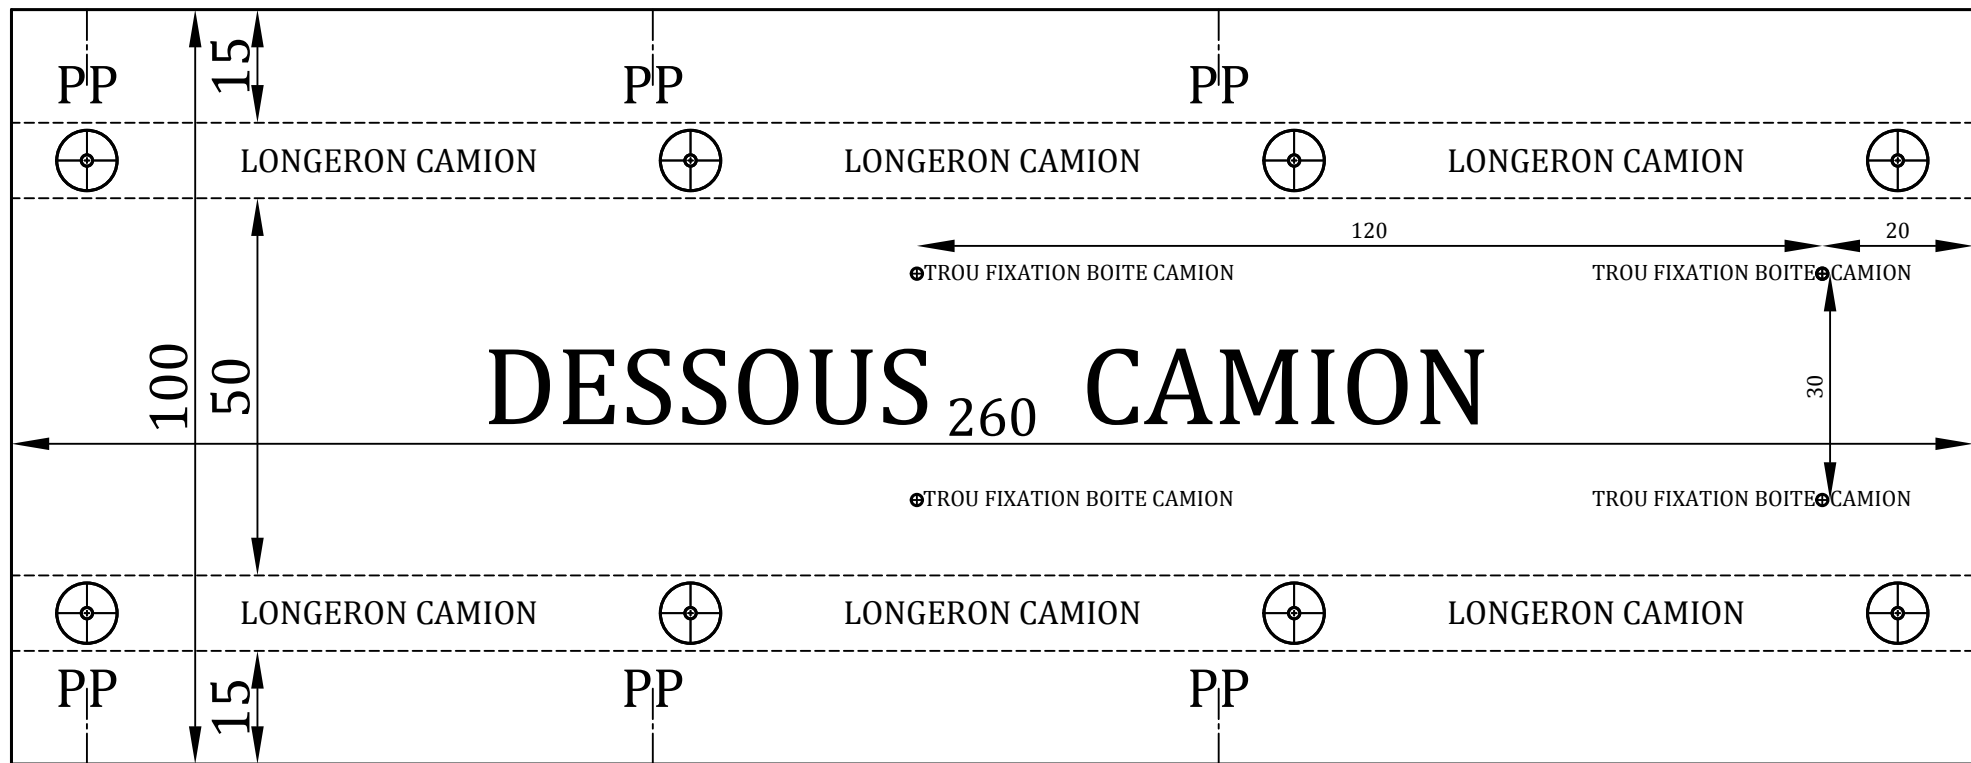 15
PP PP PP
LONGERON CAMION LONGERON CAMION LONGERON CAMION
120 20
TROU FIXATION BOITE CAMION TROU FIXATION BOITE CAMION
100 50 DESSOUS 260 CAMION 30
TROU FIXATION BOITE CAMION TROU FIXATION BOITE CAMION
LONGERON CAMION LONGERON CAMION LONGERON CAMION
PP PP PP
15